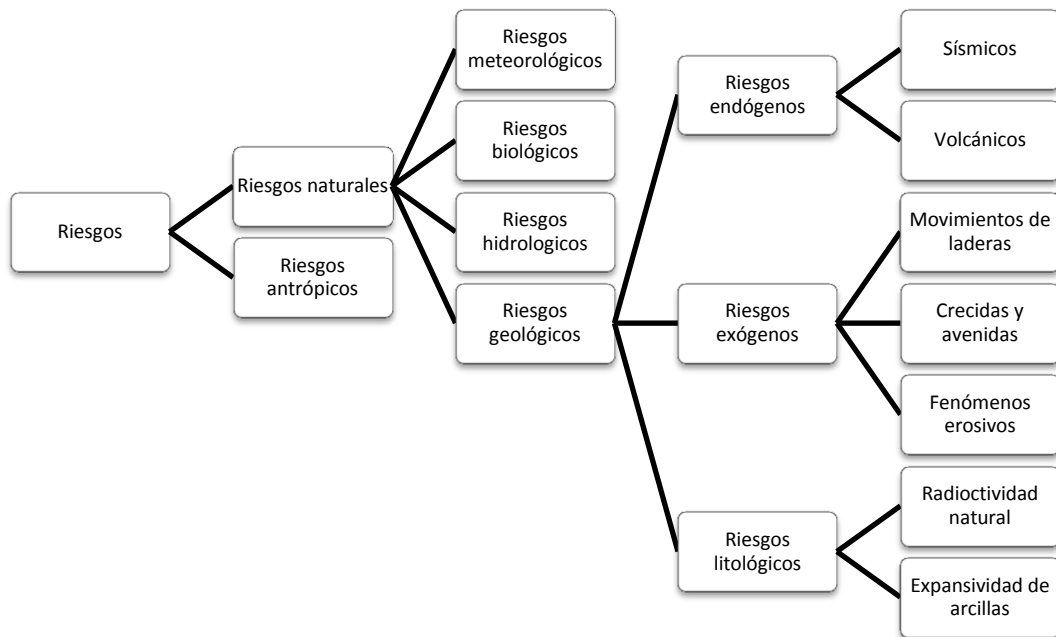 Riesgos
Riesgos naturales
Riesgos
antrópicos
Riesgos
meteorológicos
Riesgos
biológicos
Riesgos
hidrologicos
Riesgos
geológicos
Riesgos
endógenos
Riesgos
exógenos
Riesgos
litológicos
Sísmicos
Volcánicos
Movimientos de
laderas
Crecidas y
avenidas
Fenómenos
erosivos
Radioctividad
natural
Expansividad de
arcillas